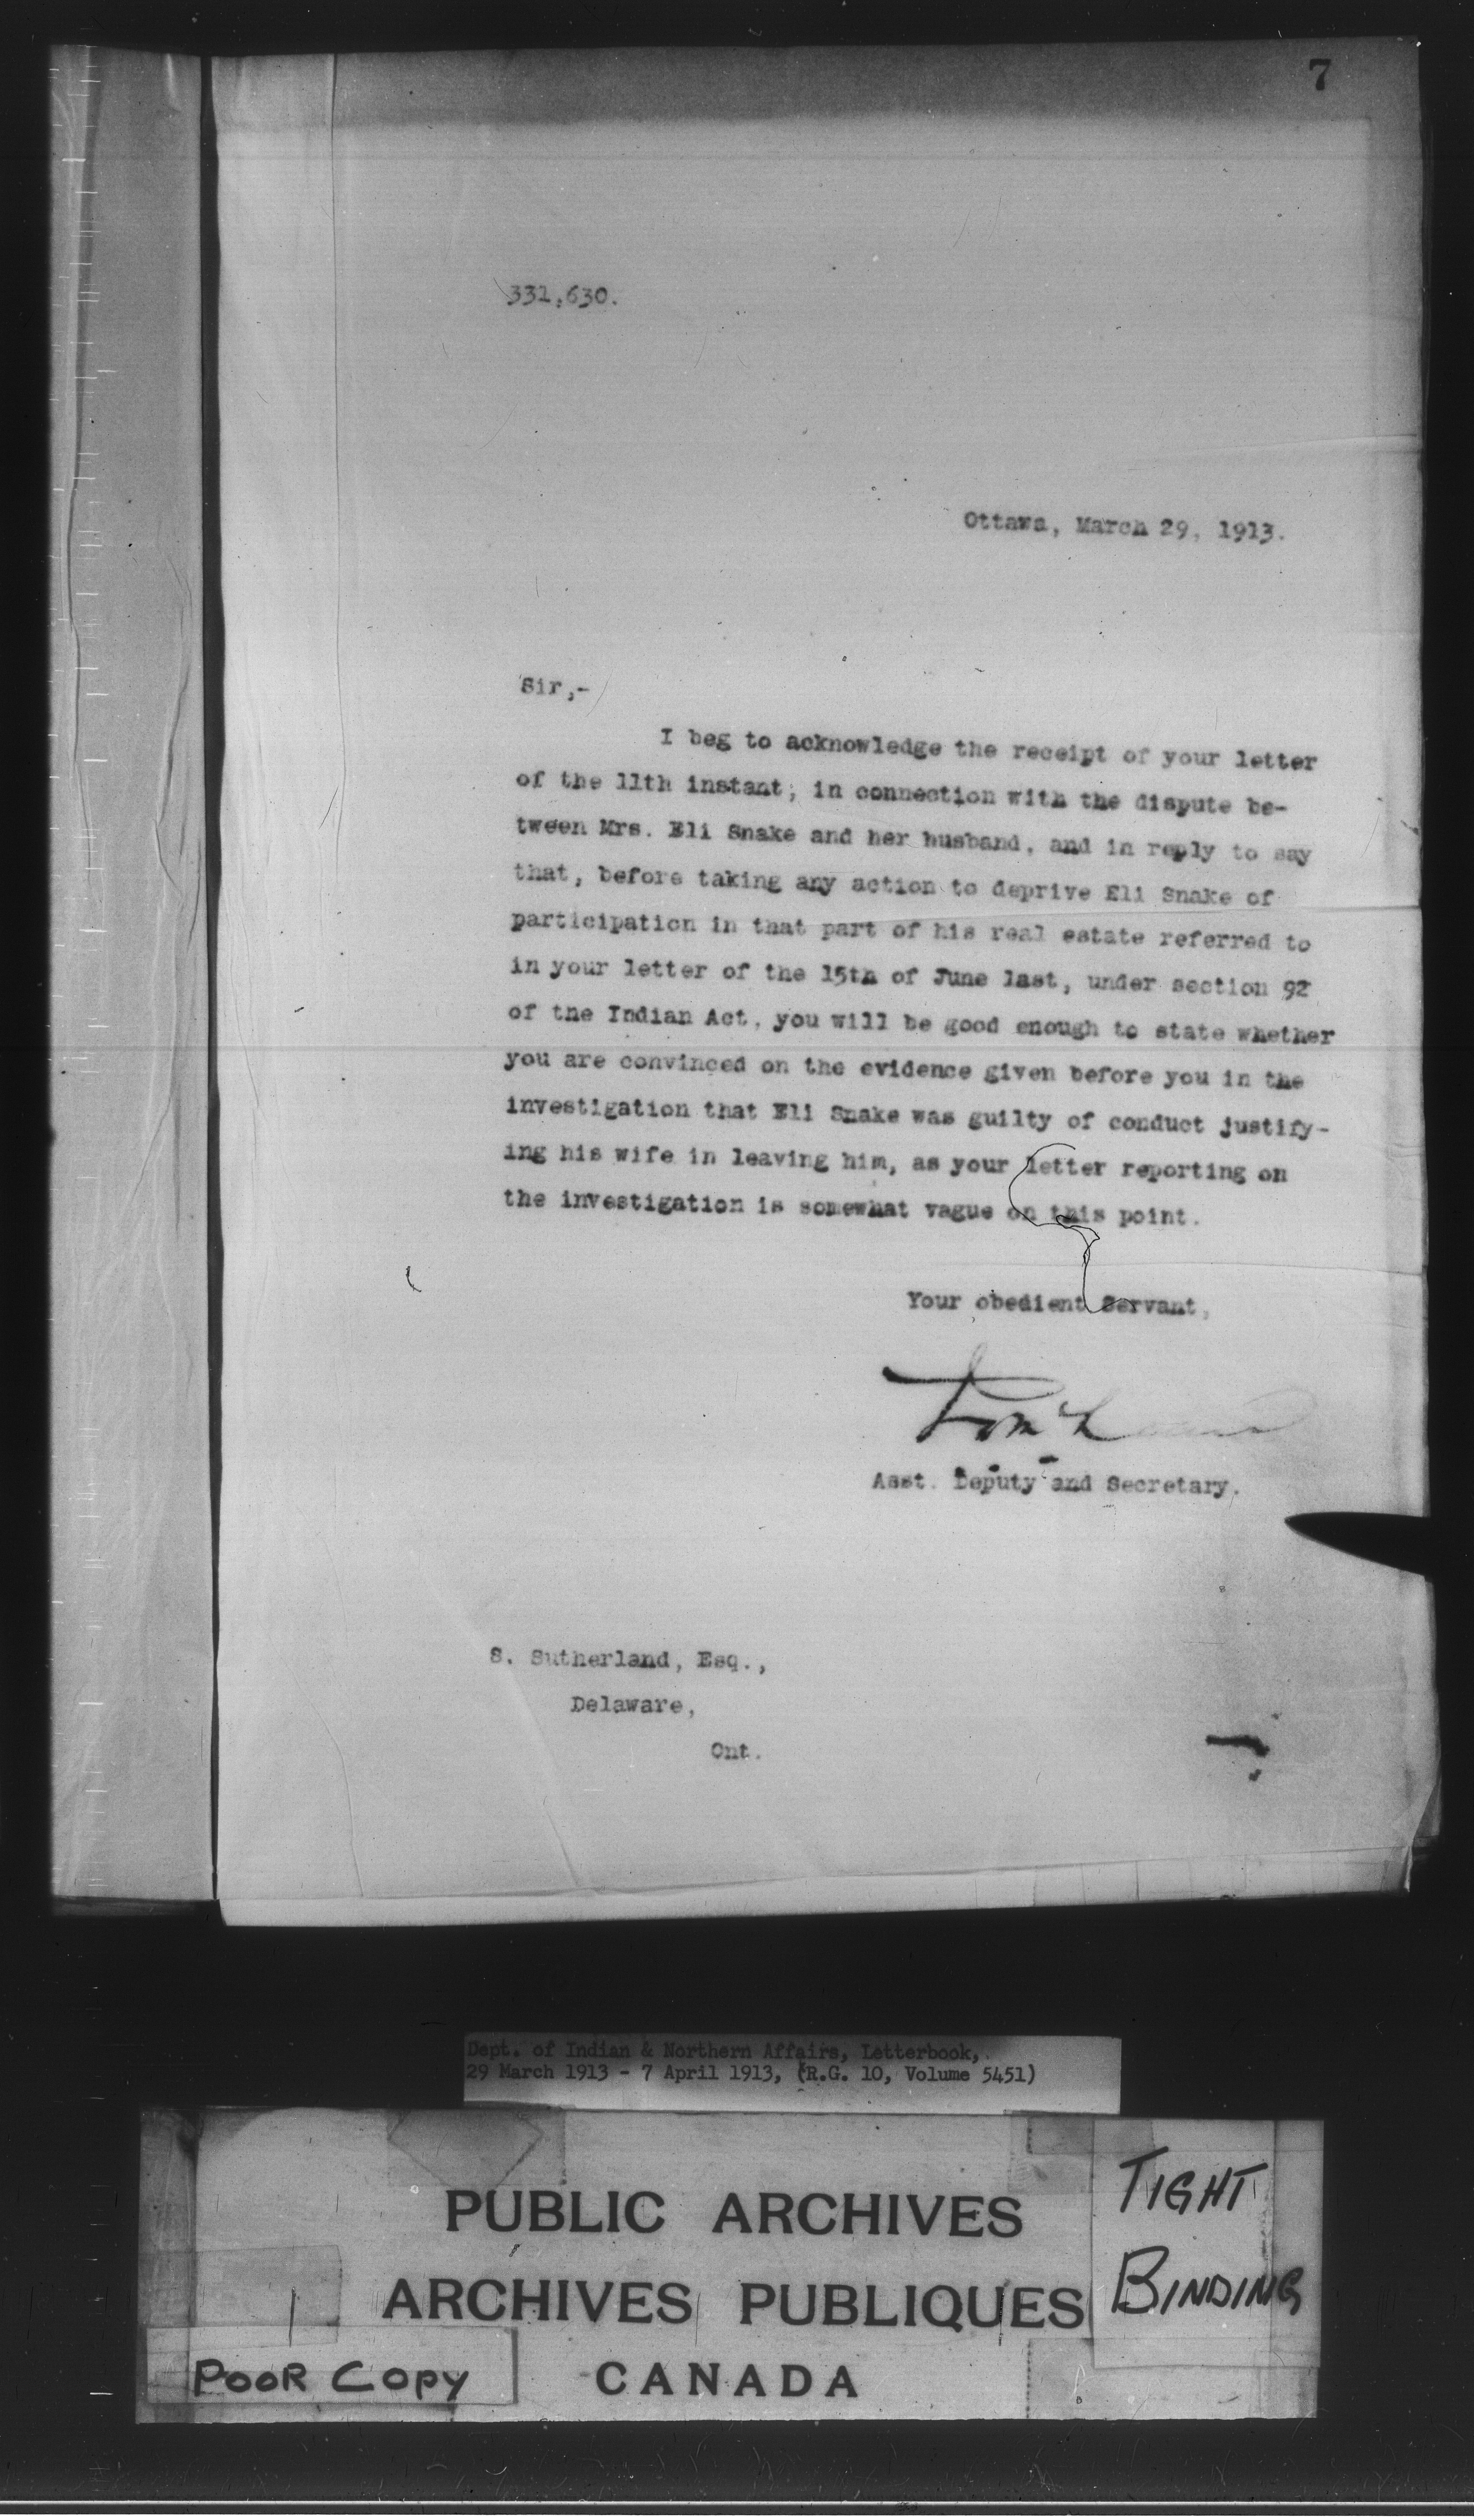 7
331,630.
Ottawa, March 29, 1913.
Sir,-
I beg to acknowledge the receipt of your letter
of the 11th instant, in connection with the dispute be-
tween Mrs. Eli Snake and her husband, and in reply to say
that, before taking any action to deprive Eli Snake of
participation in that part of his real estate referred to
in your letter of the 15th of June last, under section 92
of the Indian Act, you will be good enough to state whether
you are convinced on the evidence given before you in the
investigation that Eli Snake was guilty of conduct justify-
ing his wife in leaving him, as your letter reporting on
the investigation is somewhat vague on this point.
Your obedient Servant,
Asst. Deputy and Secretary.
S. Sutherland, Esq.,
Delaware,
Ont.
Dept. of Indian & Northern Affairs, Letterbook,
29 March 1913 - 7 April 1913, (R.G. 10, Volume 5451)
PUBLIC ARCHIVES
ARCHIVES PUBLIQUES
CANADA
TIGHT
BINDING
POOR COPY